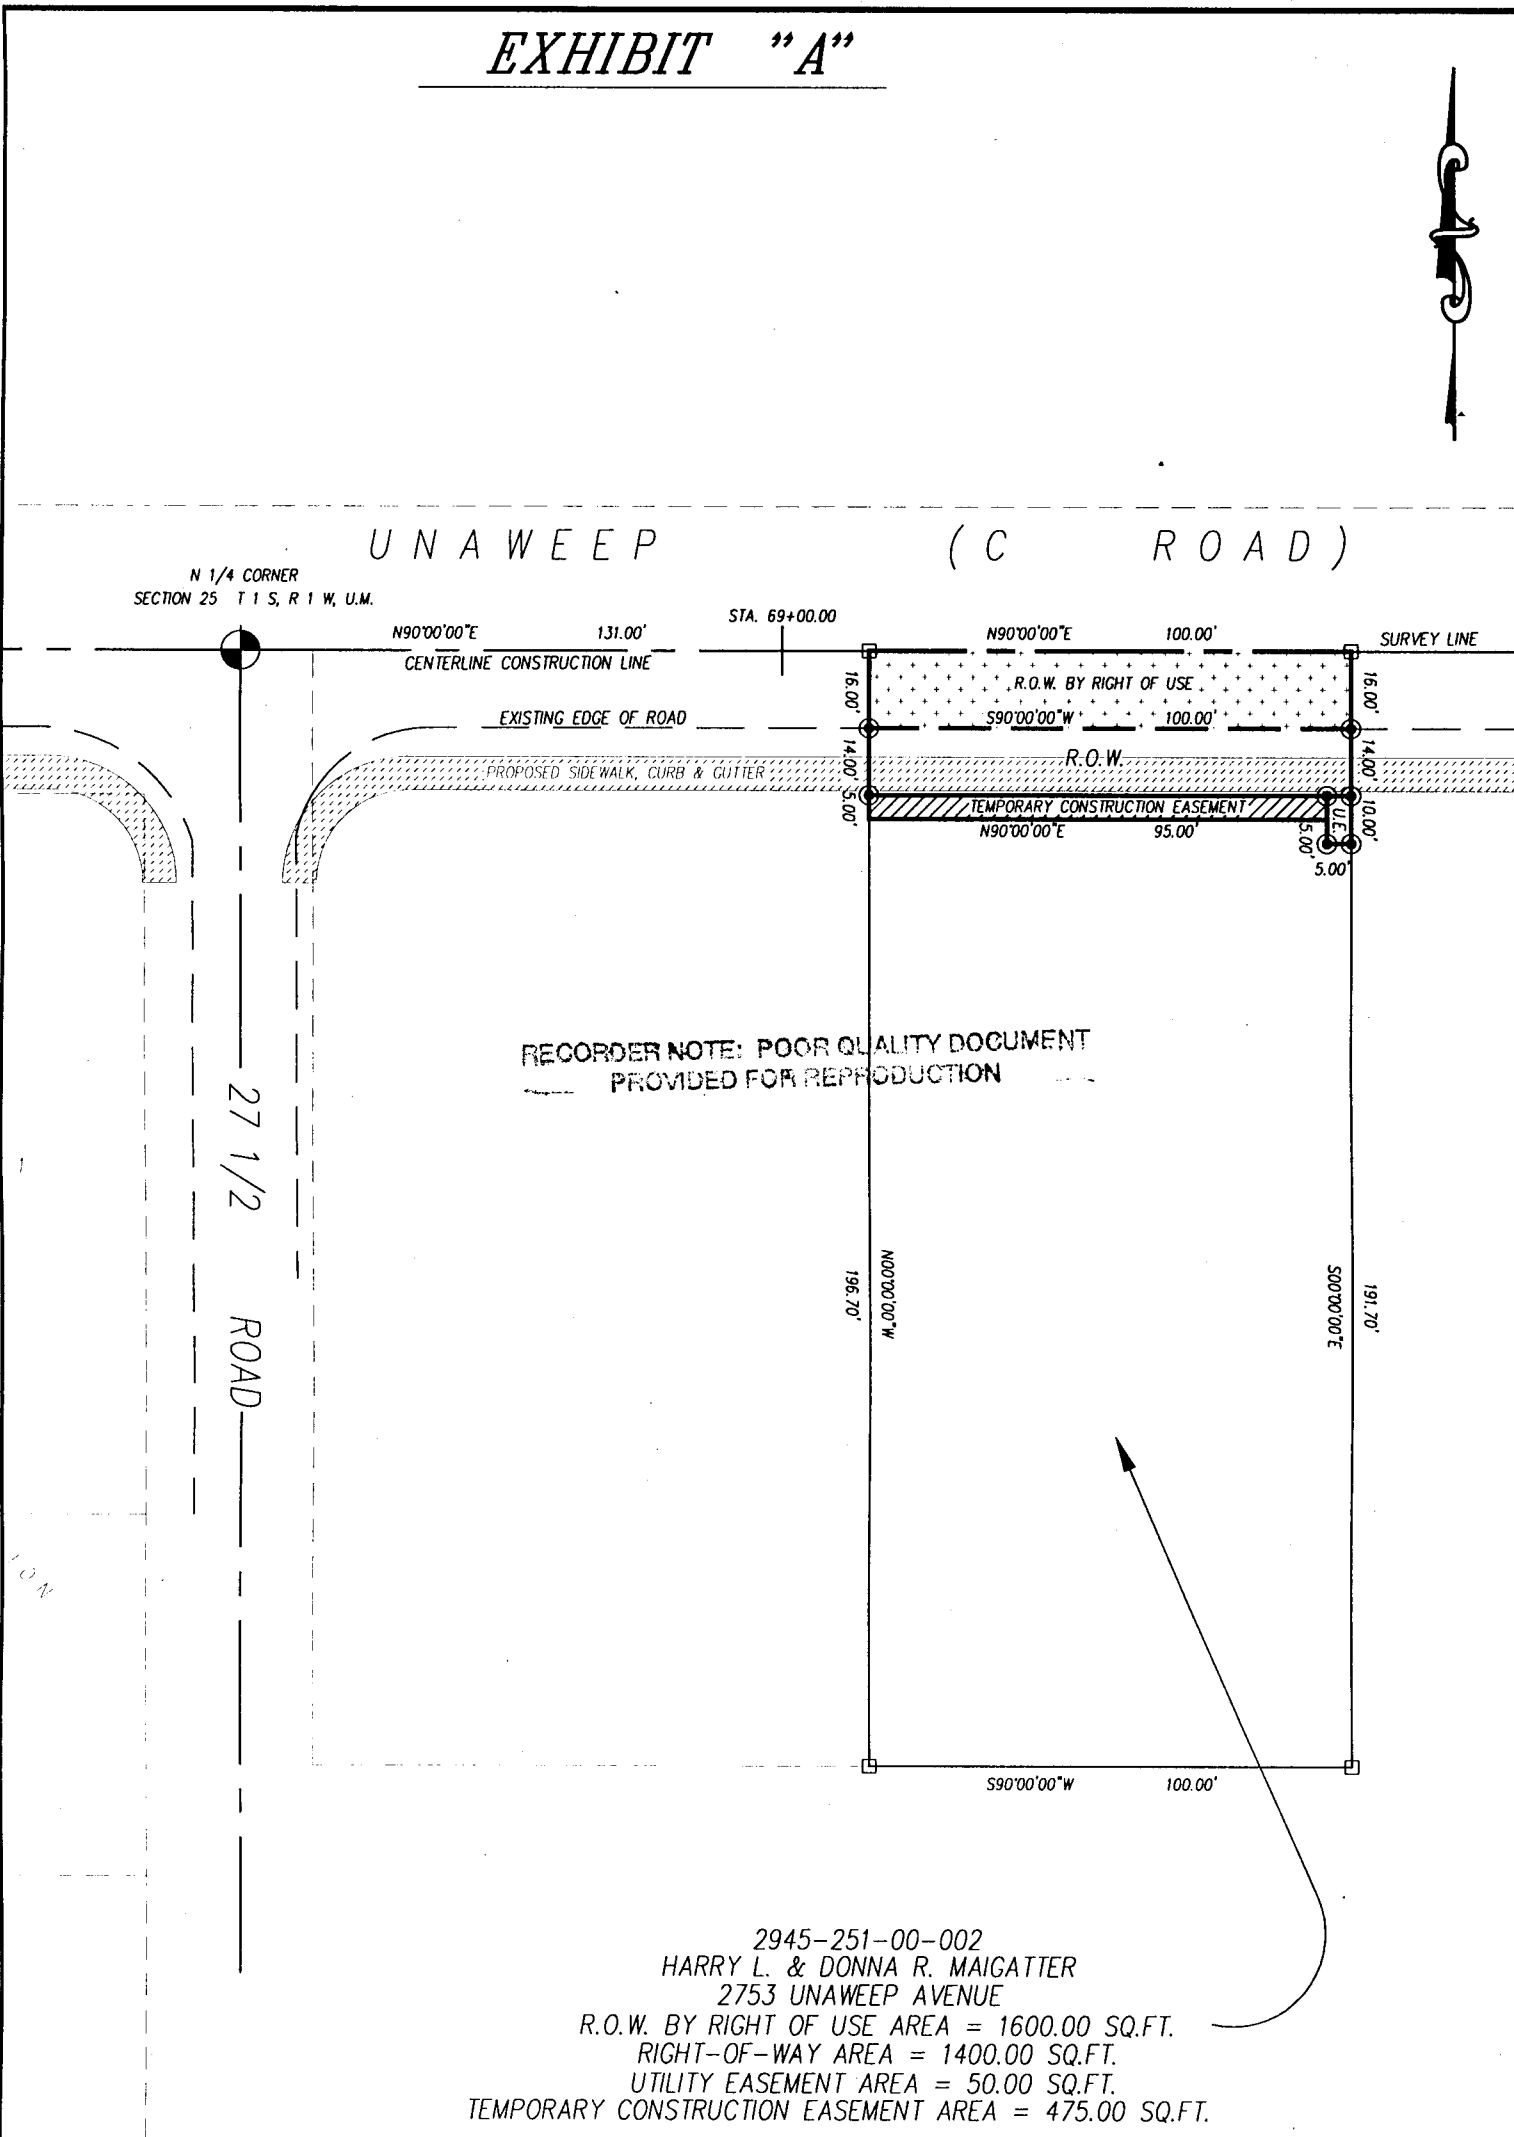 EXHIBIT "A"
UNAWEEP (C ROAD)
N 1/4 CORNER
SECTION 25 T 1 S, R 1 W, U.M.
STA. 69+00.00
N90°00'00"E 131.00'
N90°00'00"E 100.00'
SURVEY LINE
CENTERLINE CONSTRUCTION LINE
16.00'
R.O.W. BY RIGHT OF USE
16.00'
EXISTING EDGE OF ROAD
S90°00'00"W 100.00'
14.00'
R.O.W.
14.00'
PROPOSED SIDEWALK, CURB & GUTTER
5.00'
TEMPORARY CONSTRUCTION EASEMENT
U.E.
10.00'
N90°00'00"E 95.00'
5.00'
5.00'
RECORDER NOTE: POOR QUALITY DOCUMENT
PROVIDED FOR REPRODUCTION
27 1/2 ROAD
196.70'
N00°00'00"W
S00°00'00"E
191.70'
S90°00'00"W 100.00'
2945-251-00-002
HARRY L. & DONNA R. MAIGATTER
2753 UNAWEEP AVENUE
R.O.W. BY RIGHT OF USE AREA = 1600.00 SQ.FT.
RIGHT-OF-WAY AREA = 1400.00 SQ.FT.
UTILITY EASEMENT AREA = 50.00 SQ.FT.
TEMPORARY CONSTRUCTION EASEMENT AREA = 475.00 SQ.FT.